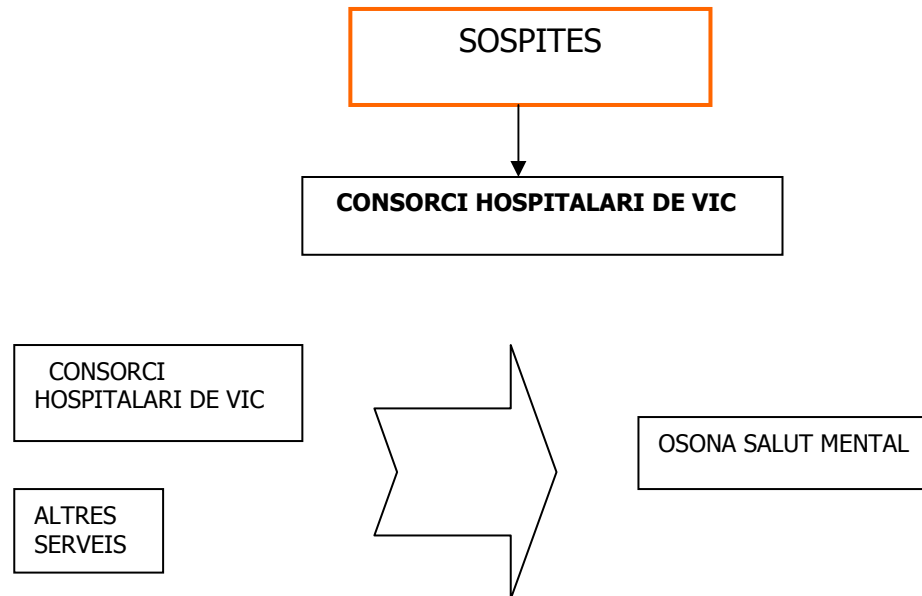 SOSPITES
CONSORCI HOSPITALARI DE VIC
CONSORCI
HOSPITALARI DE VIC
OSONA SALUT MENTAL
ALTRES
SERVEIS